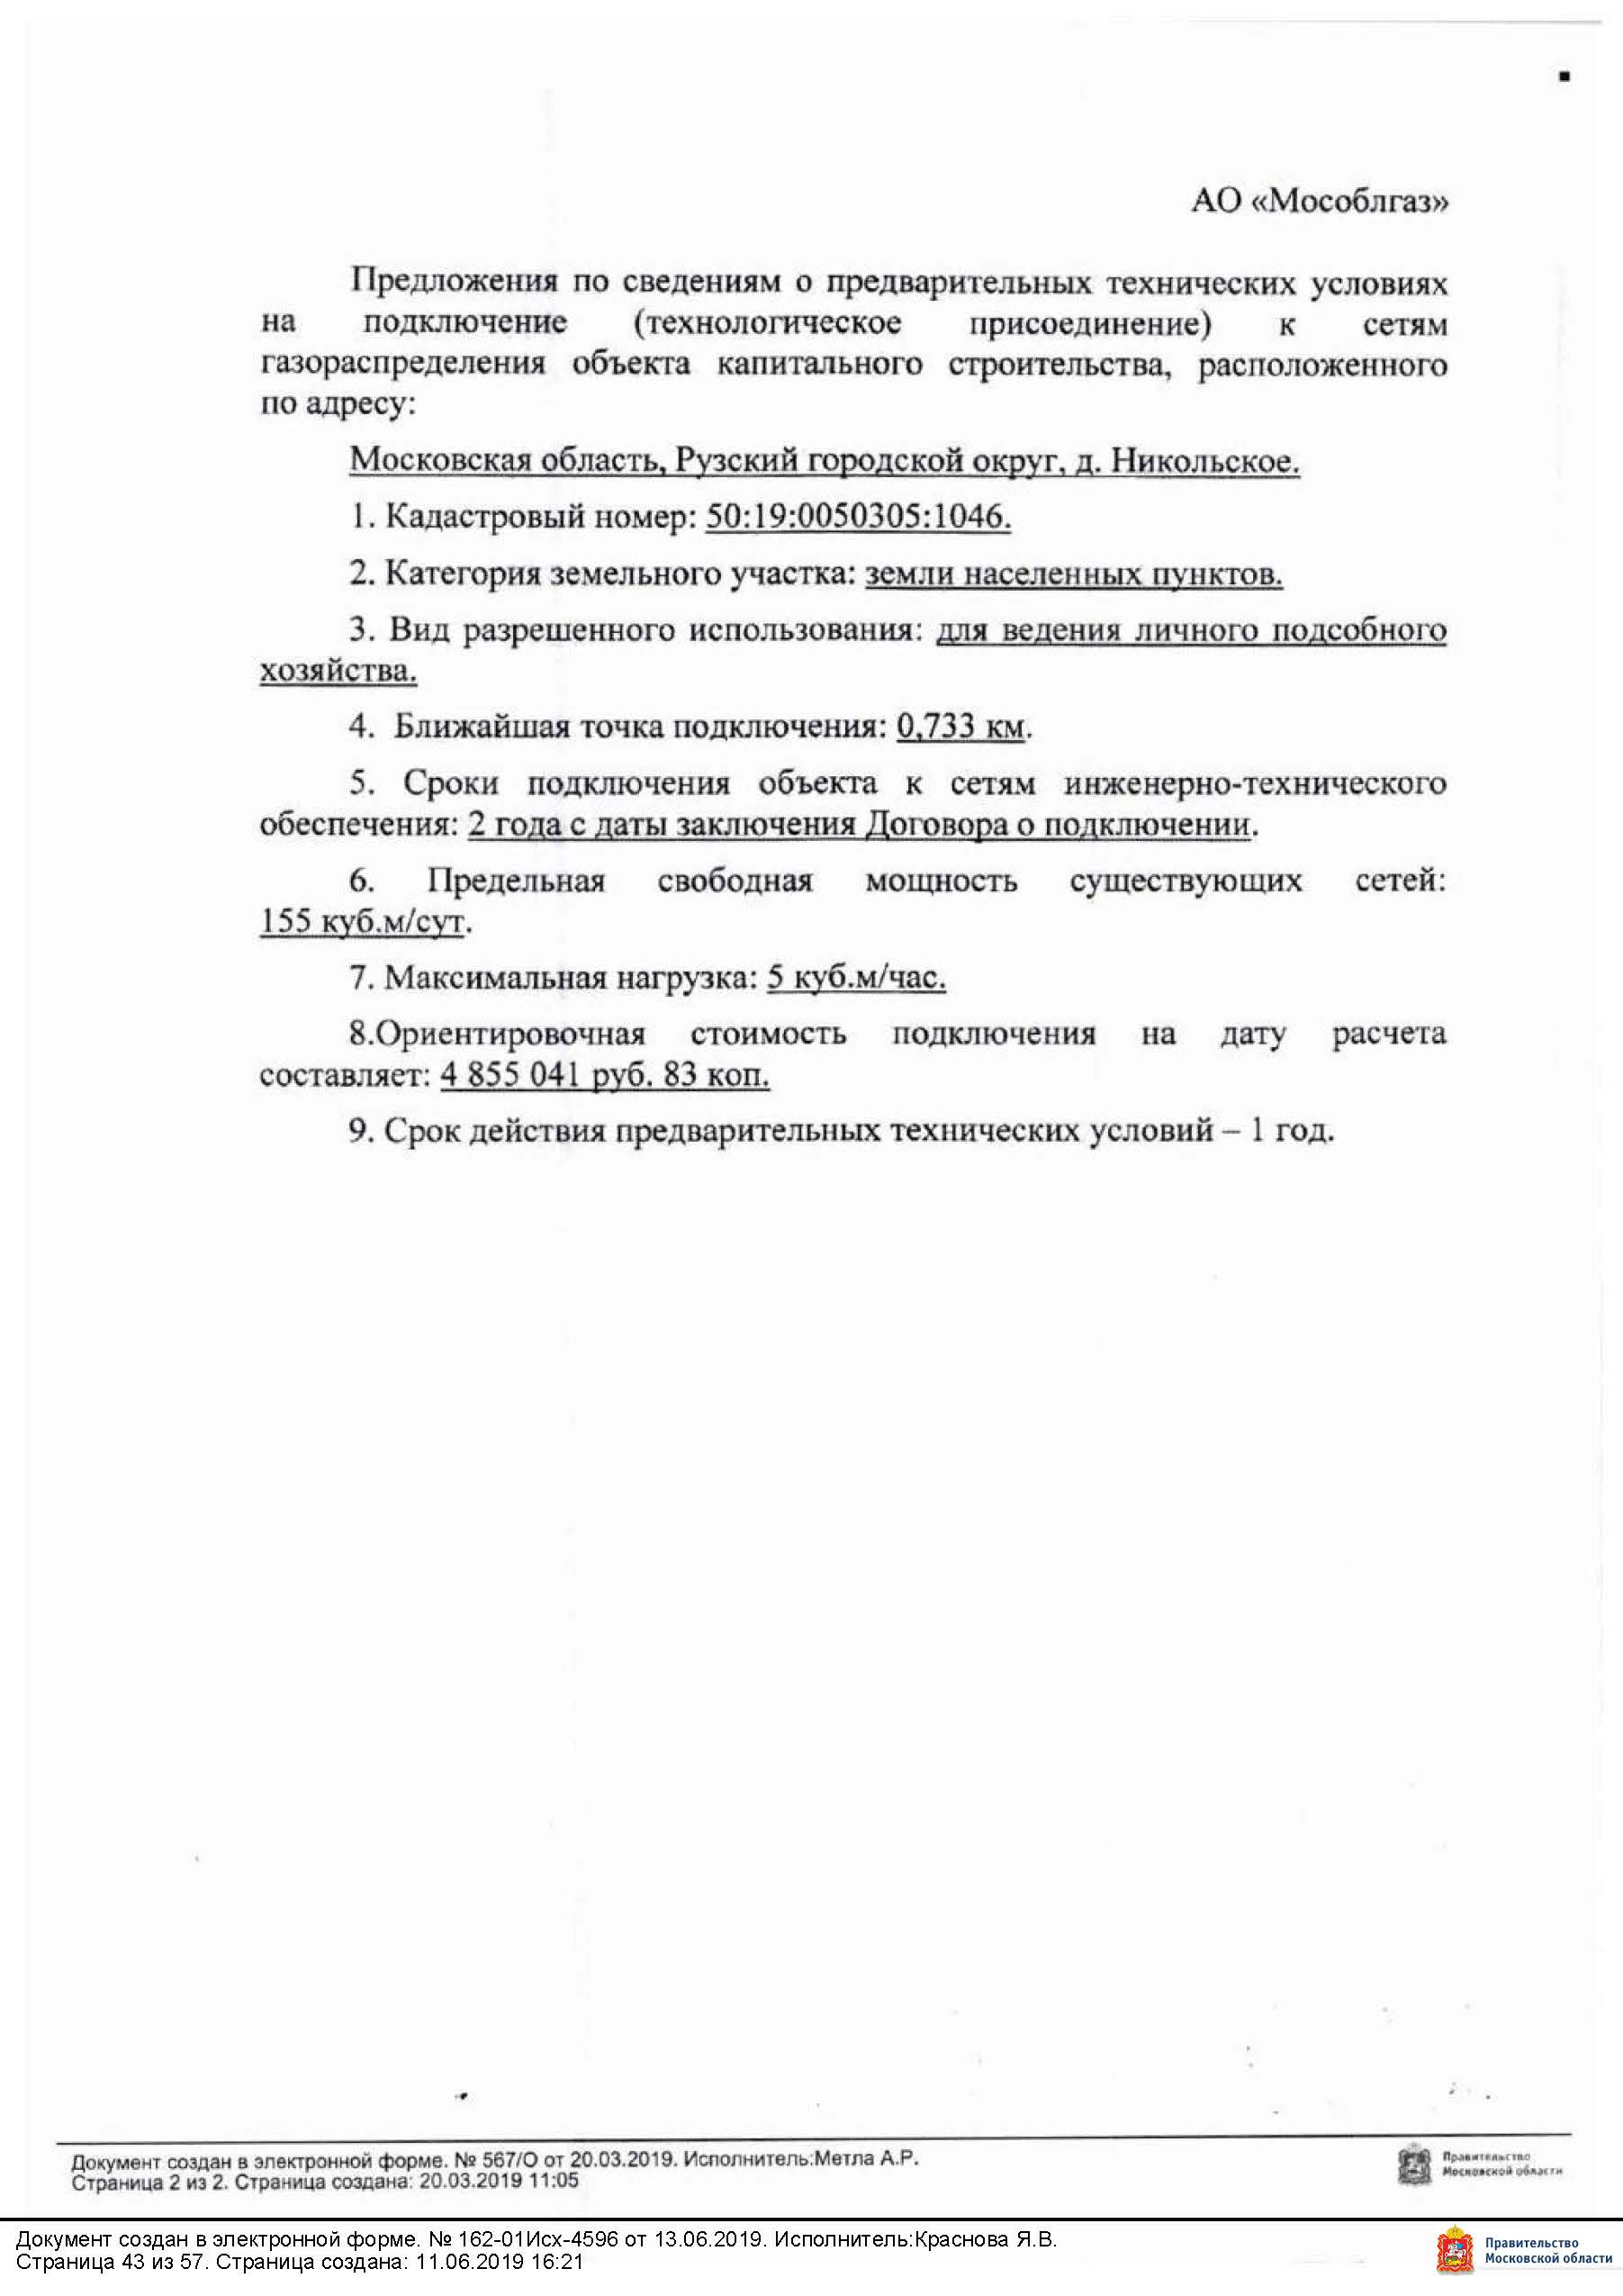 АО «Мособлгаз»
Предложения по сведениям о предварительных технических условиях
на подключение (технологическое присоединение) к сетям
газораспределения объекта капитального строительства, расположенного
по адресу:
Московская область, Рузский городской округ, д. Никольское.
1. Кадастровый номер: 50:19:0050305:1046.
2. Категория земельного участка: земли населенных пунктов.
3. Вид разрешенного использования: для ведения личного подсобного
хозяйства.
4. Ближайшая точка подключения: 0,733 км.
5. Сроки подключения объекта к сетям инженерно-технического
обеспечения: 2 года с даты заключения Договора о подключении.
6. Предельная свободная мощность существующих сетей:
155 куб.м/сут.
7. Максимальная нагрузка: 5 куб.м/час.
8.Ориентировочная стоимость подключения на дату расчета
составляет: 4 855 041 руб. 83 коп.
9. Срок действия предварительных технических условий – 1 год.
Документ создан в электронной форме. № 567/О от 20.03.2019. Исполнитель:Метла А.Р.
Страница 2 из 2. Страница создана: 20.03.2019 11:05
Правительство
Московской области
Документ создан в электронной форме. № 162-01Исх-4596 от 13.06.2019. Исполнитель:Краснова Я.В.
Страница 43 из 57. Страница создана: 11.06.2019 16:21
Правительство
Московской области